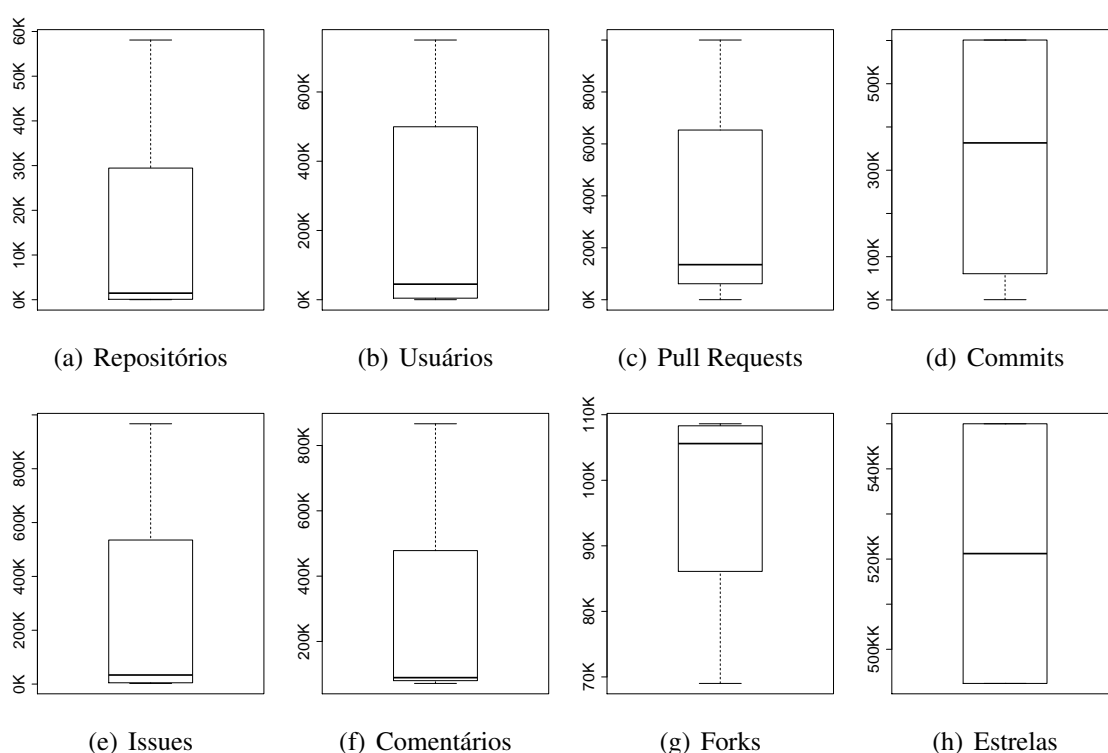 0K 10K 20K 30K 40K 50K 60K
0K 200K 400K 600K
0K 200K 400K 600K 800K
0K 100K 300K 500K
(a) Repositórios
(b) Usuários
(c) Pull Requests
(d) Commits
0K 200K 400K 600K 800K
200K 400K 600K 800K
70K 80K 90K 100K 110K
500KK 520KK 540KK
(e) Issues
(f) Comentários
(g) Forks
(h) Estrelas